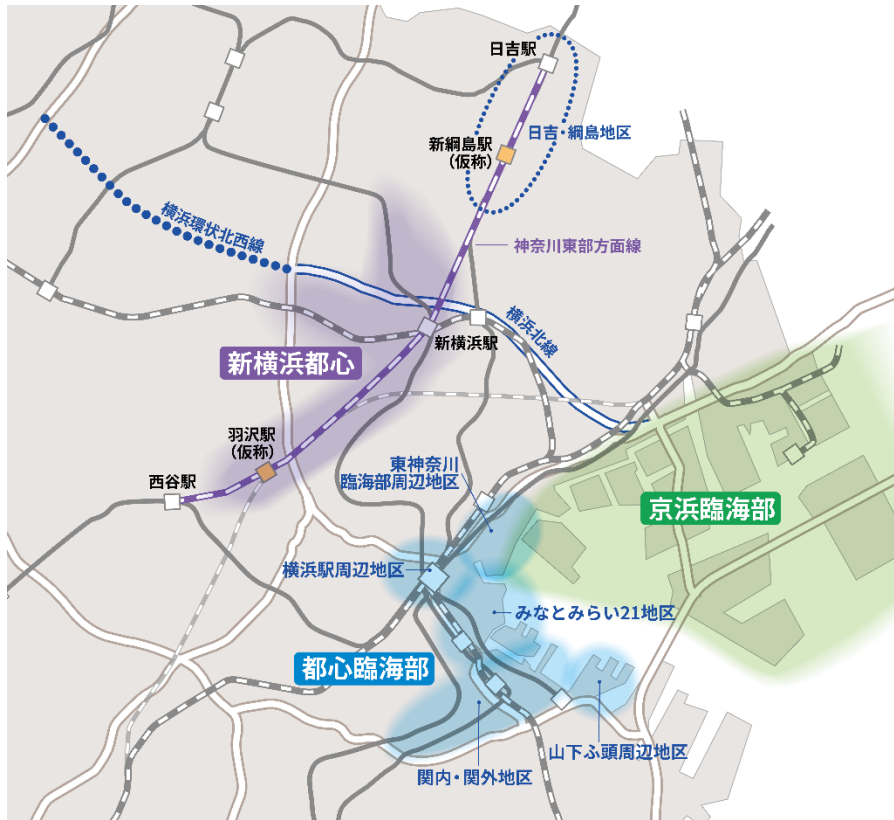 日吉駅
日吉・綱島地区
新綱島駅
(仮称)
横浜環状北西線
神奈川東部方面線
新横浜駅
横浜北線
新横浜都心
羽沢駅
(仮称)
西谷駅
東神奈川
臨海部周辺地区
京浜臨海部
横浜駅周辺地区
みなとみらい21地区
都心臨海部
山下ふ頭周辺地区
関内・関外地区